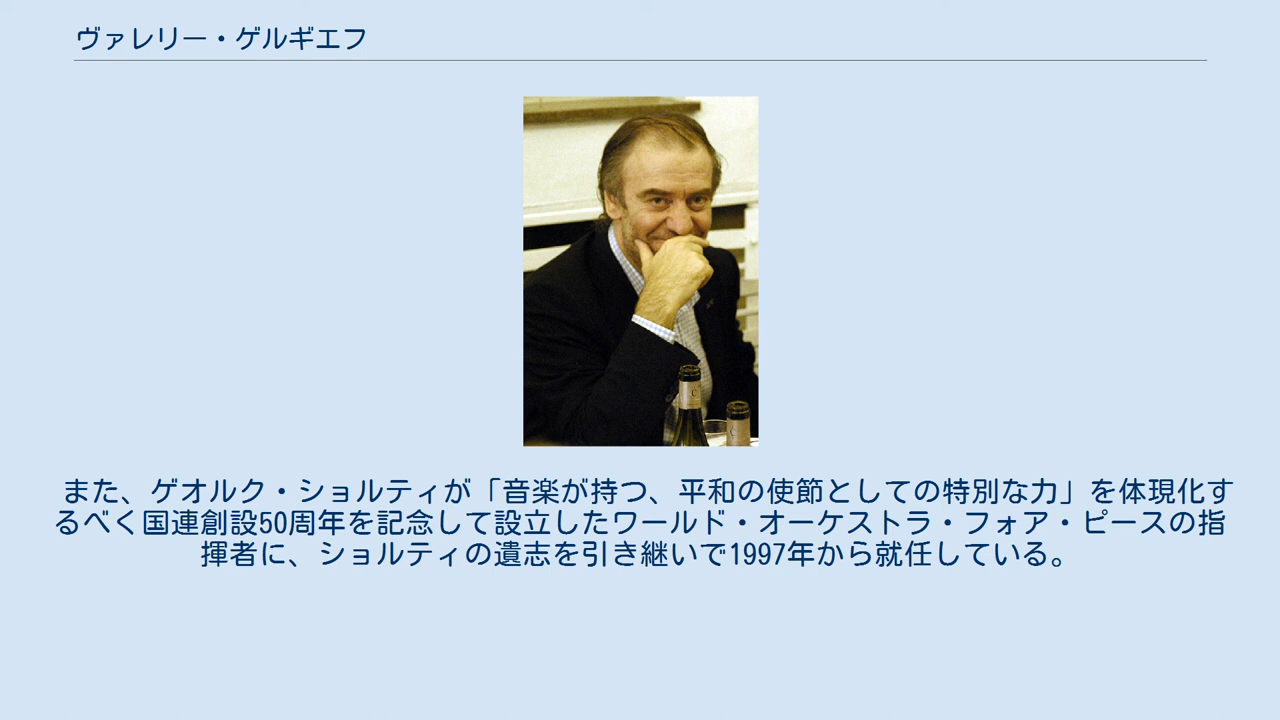 ヴァレリー・ゲルギエフ
また、ゲオルク・ショルティが「音楽が持つ、平和の使節としての特別な力」を体現化す
るべく国連創設50周年を記念して設立したワールド・オーケストラ・フォア・ピースの指
揮者に、ショルティの遺志を引き継いで1997年から就任している。